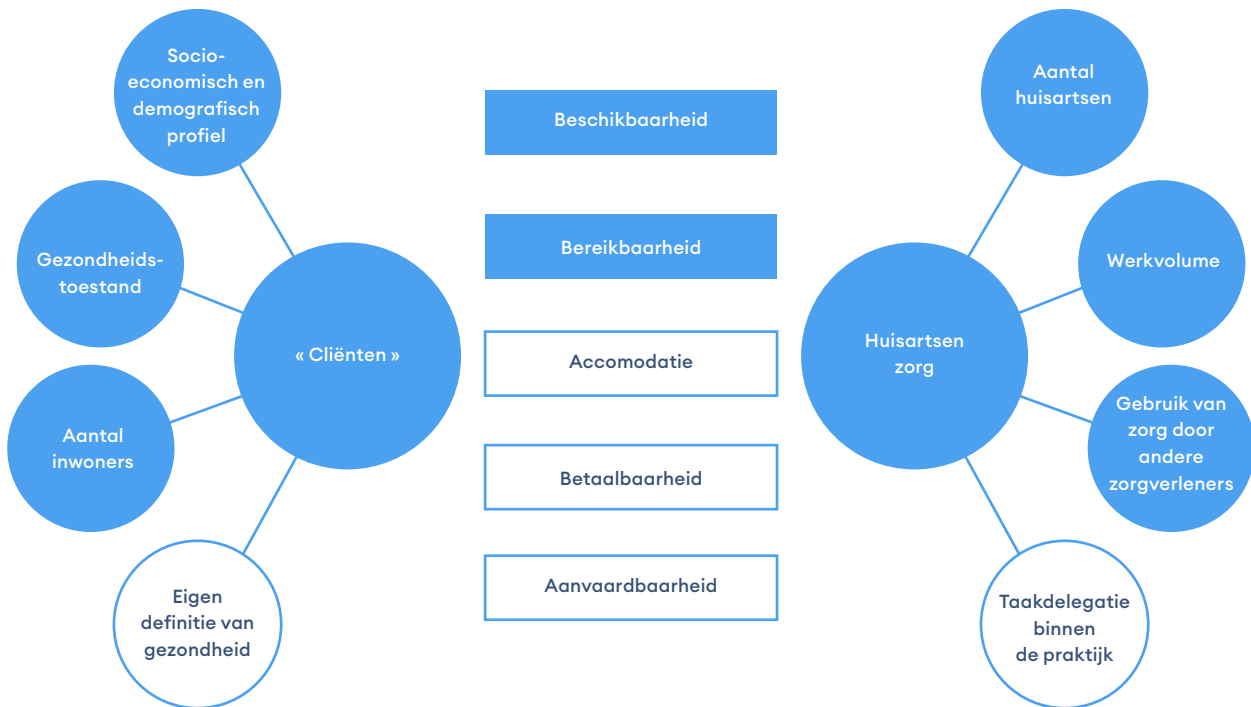 Socio-
economisch en
demografisch
profiel
Gezondheids-
toestand
Aantal
inwoners
Eigen
definitie van
gezondheid
« Cliënten »
Beschikbaarheid
Bereikbaarheid
Accomodatie
Betaalbaarheid
Aanvaardbaarheid
Huisartsen
zorg
Aantal
huisartsen
Werkvolume
Gebruik van
zorg door
andere
zorgverleners
Taakdelegatie
binnen
de praktijk